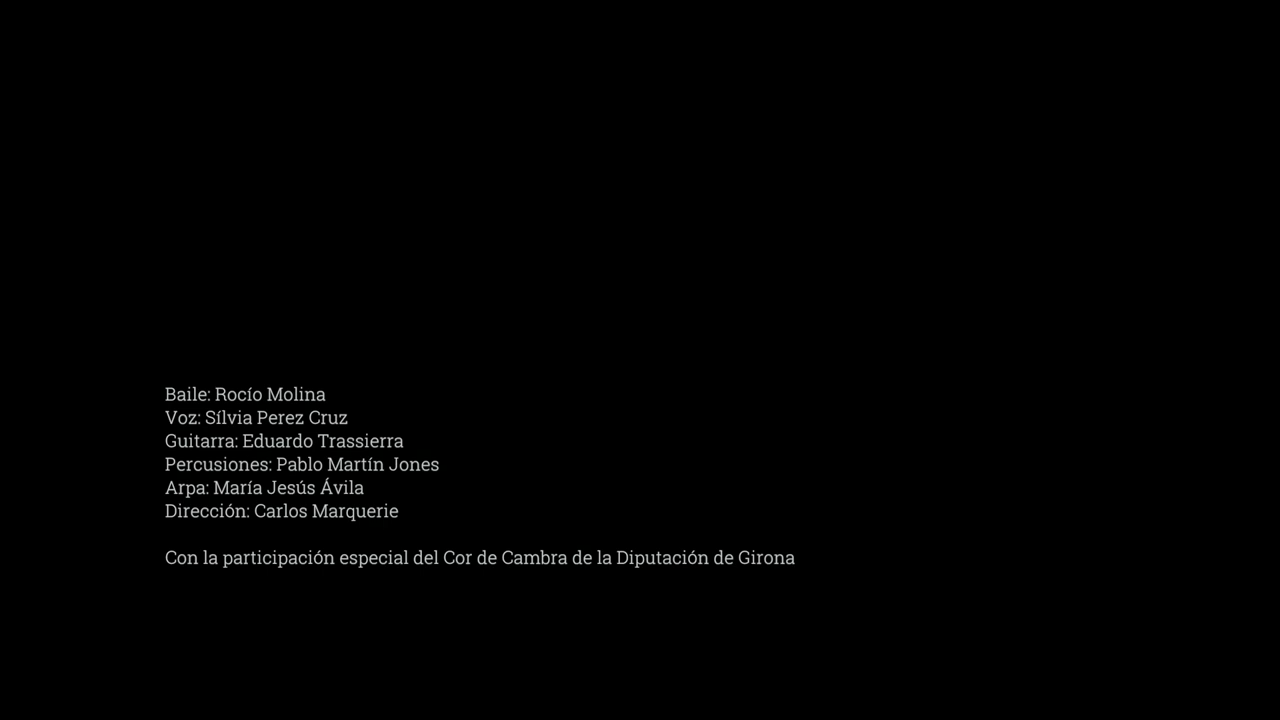 Baile: Rocío Molina
Voz: Sílvia Perez Cruz
Guitarra: Eduardo Trassierra
Percusiones: Pablo Martín Jones
Arpa: María Jesús Ávila
Dirección: Carlos Marquerie
Con la participación especial del Cor de Cambra de la Diputación de Girona